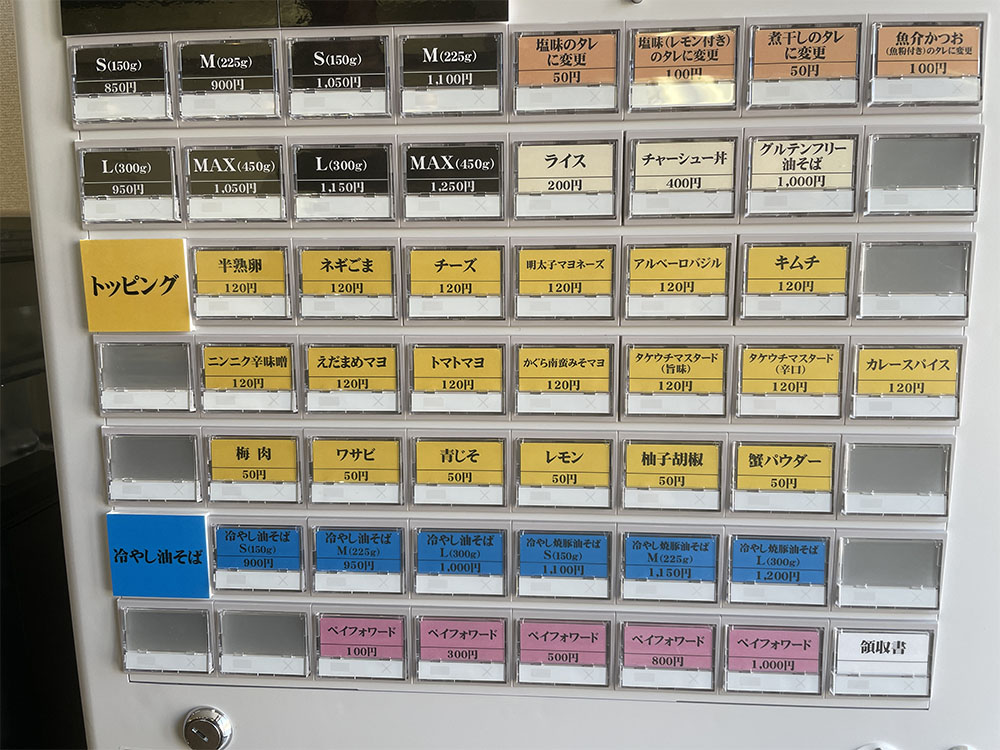 S(150g)
850円
M(225g)
900円
S(150g)
1,050円
M(225g)
1,100円
塩味のタレ
に変更
50円
塩味(レモン付き)
のタレに変更
100円
煮干しのタレ
に変更
50円
魚介かつお
(魚粉付き)のタレに変更
100円
L(300g)
950円
MAX(450g)
1,050円
L(300g)
1,150円
MAX(450g)
1,250円
ライス
200円
チャーシュー丼
400円
グルテンフリー
油そば
1,000円
トッピング
半熟卵
120円
ネギごま
120円
チーズ
120円
明太子マヨネーズ
120円
アルベーロバジル
120円
キムチ
120円
ニンニク辛味噌
120円
えだまめマヨ
120円
トマトマヨ
120円
かぐら南蛮みそマヨ
120円
タケウチマスタード
(旨味)
120円
タケウチマスタード
(辛口)
120円
カレースパイス
120円
梅肉
50円
ワサビ
50円
青じそ
50円
レモン
50円
柚子胡椒
50円
蟹パウダー
50円
冷やし油そば
冷やし油そば
S(150g)
900円
冷やし油そば
M(225g)
950円
冷やし油そば
L(300g)
1,000円
冷やし焼豚油そば
S(150g)
1,100円
冷やし焼豚油そば
M(225g)
1,150円
冷やし焼豚油そば
L(300g)
1,200円
ペイフォワード
100円
ペイフォワード
300円
ペイフォワード
500円
ペイフォワード
800円
ペイフォワード
1,000円
領収書